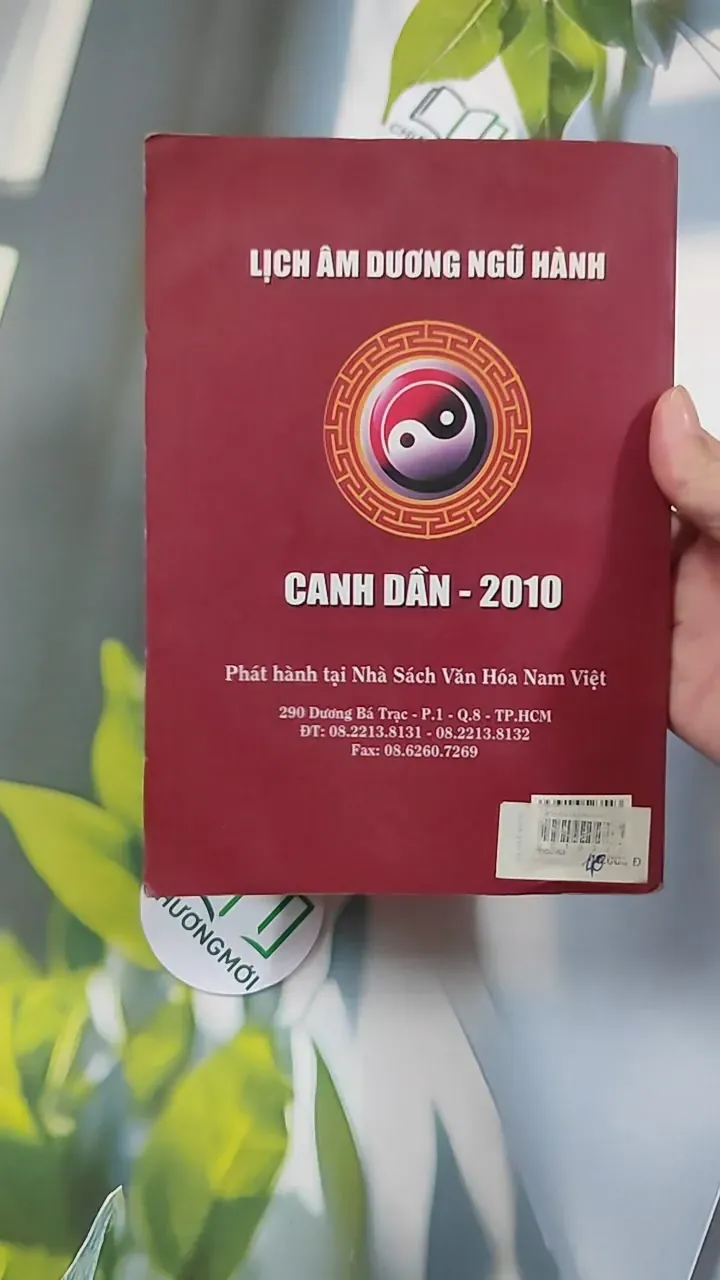 LỊCH ÂM DƯƠNG NGŨ HÀNH
CANH DẦN - 2010
Phát hành tại Nhà Sách Văn Hóa Nam Việt
290 Dương Bá Trạc - P.1 - Q.8 - TP.HCM
ĐT: 08.2213.8131 - 08.2213.8132
Fax: 08.6260.7269
CHƯƠNGMỚI